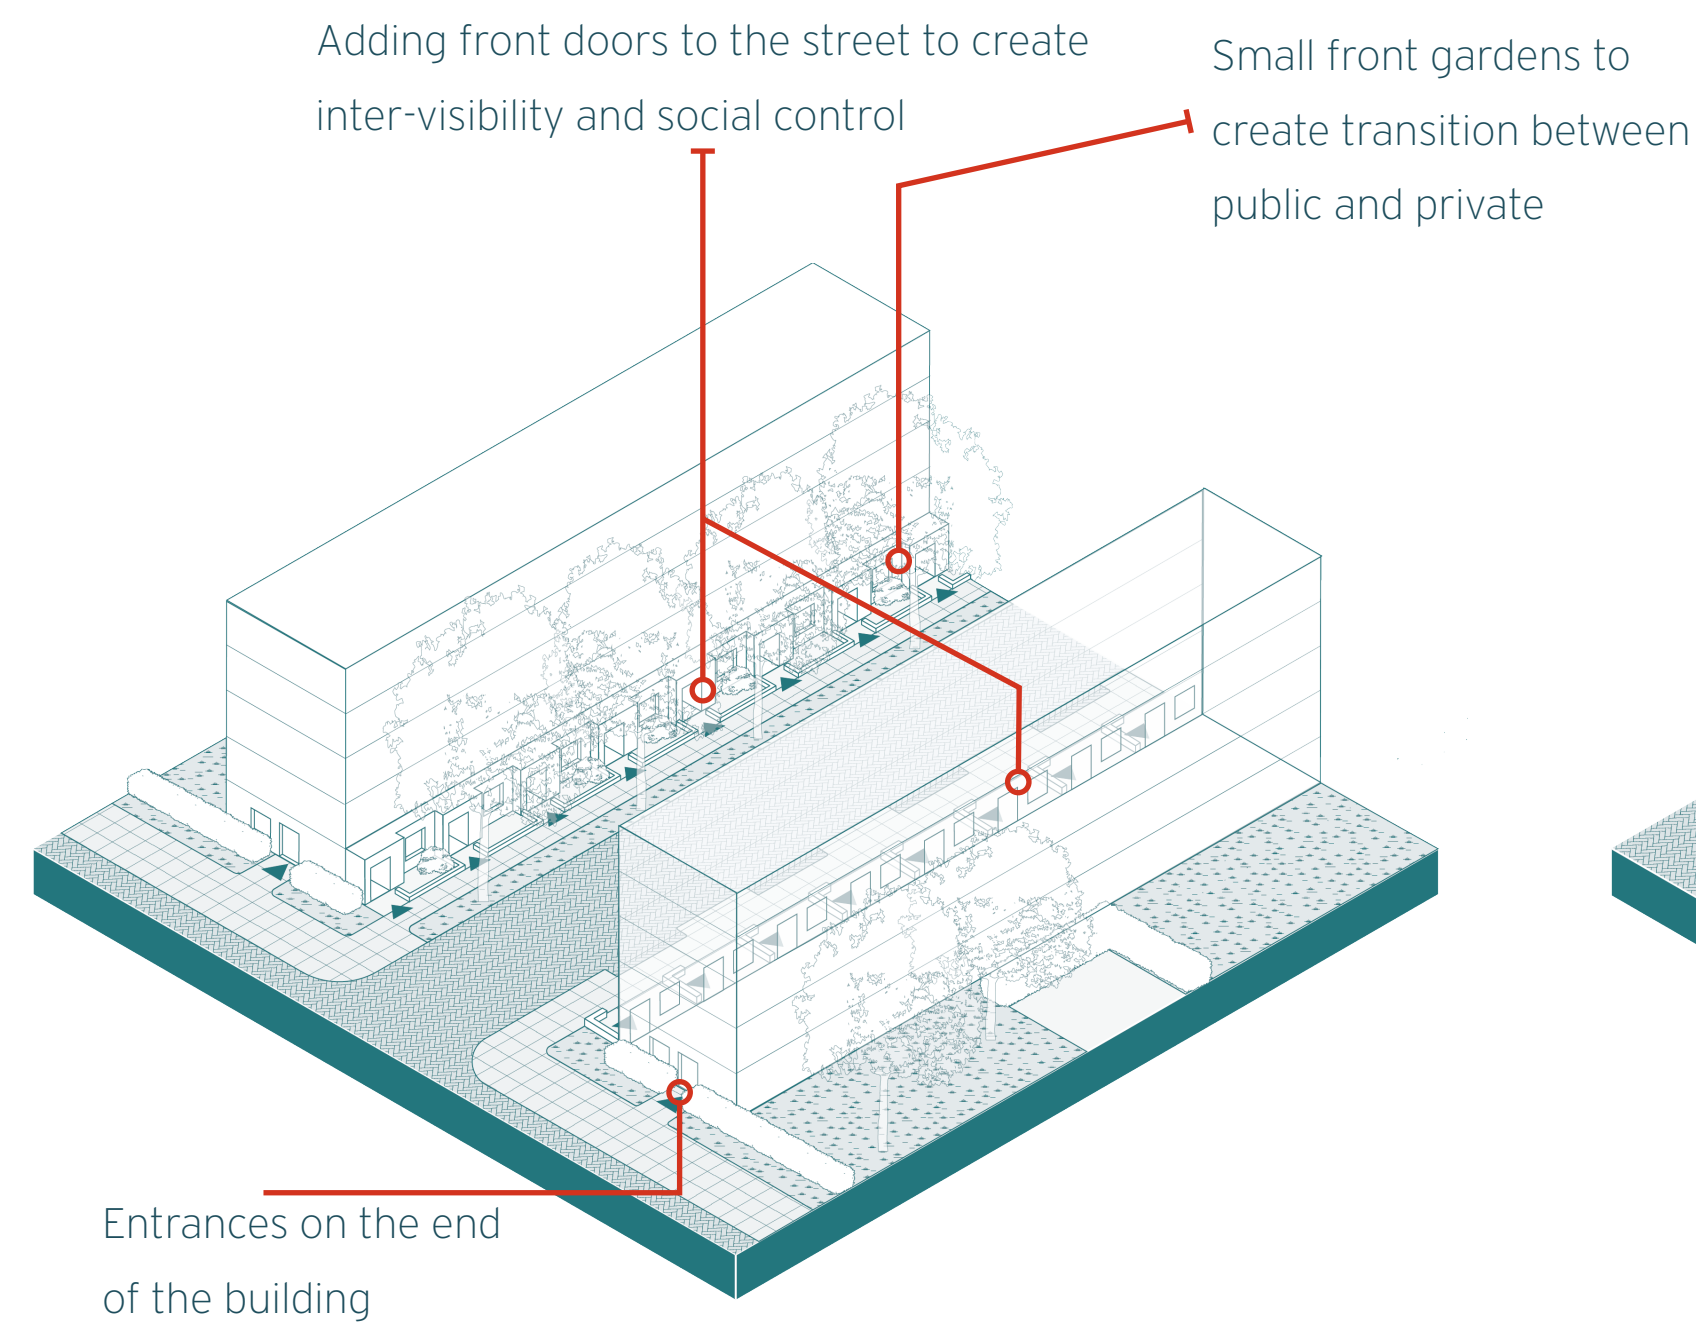 Adding front doors to the street to create
inter-visibility and social control
Small front gardens to
create transition between
public and private
Entrances on the end
of the building